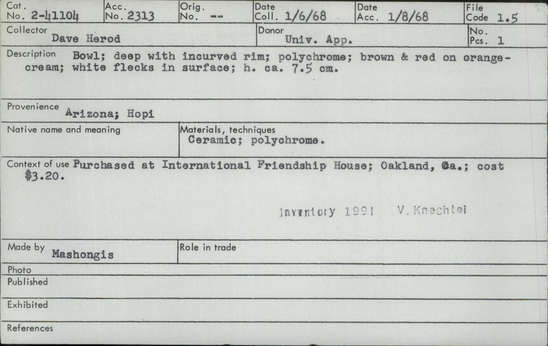 Cat. No. 2-41104 Acc. No. 2313 Orig. No. -- Date Coll. 1/6/68 Date Acc. 1/8/68 File Code 1.5
Collector Dave Herod Donor Univ. App. No. Pcs. 1
Description Bowl; deep with incurved rim; polychrome; brown & red on orange-
cream; white flecks in surface; h. ca. 7.5 cm.
Provenience Arizona; Hopi
Native name and meaning Materials, techniques
Ceramic; polychrome.
Context of use Purchased at International Friendship House; Oakland, Ca.; cost
$3.20.
Inventory 1991 V. Knechtel
Made by Mashongis Role in trade
Photo
Published
Exhibited
References